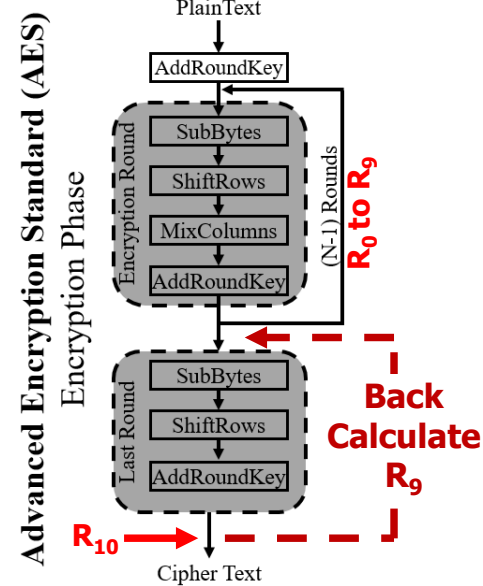 Advanced Encryption Standard (AES)
Encryption Phase
PlainText
AddRoundKey
Encryption Round
SubBytes
ShiftRows
MixColumns
AddRoundKey
(N-1) Rounds
R0 to R9
Last Round
SubBytes
ShiftRows
AddRoundKey
Back
Calculate
R9
R10
Cipher Text